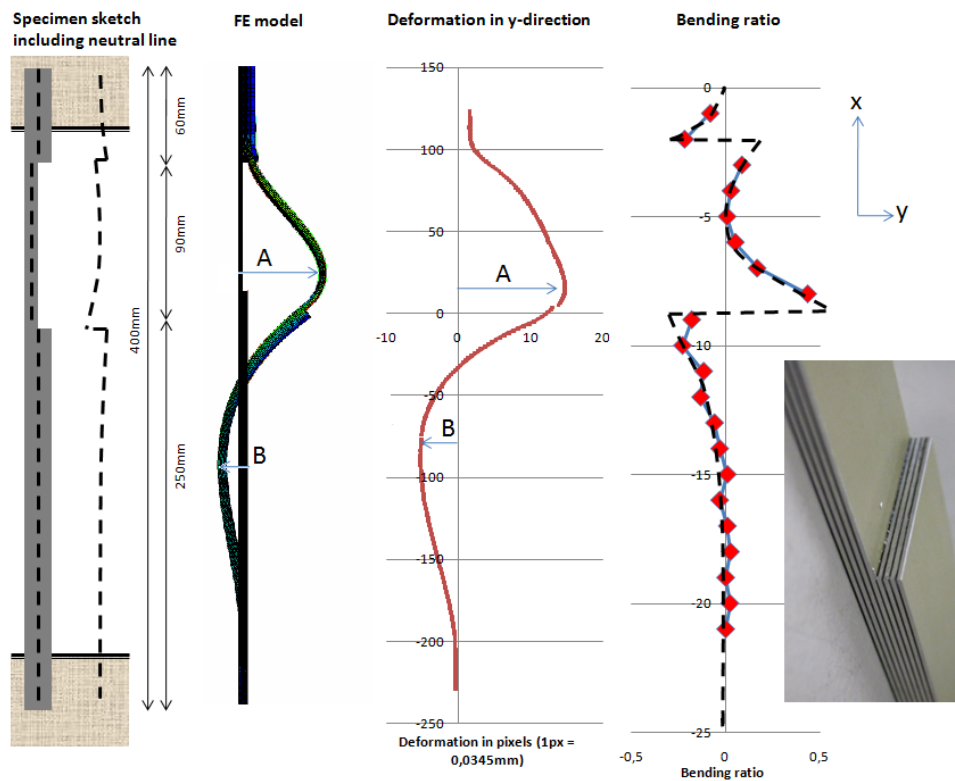 Specimen sketch
including neutral line
FE model
Deformation in y-direction
Bending ratio
60mm
90mm
400mm
250mm
A
B
150
100
50
0
-50
-100
-150
-200
-250
-10
0
10
20
A
B
Deformation in pixels (1px =
0,0345mm)
0
-5
-10
-15
-20
-25
-0,5
0
0,5
Bending ratio
x
y